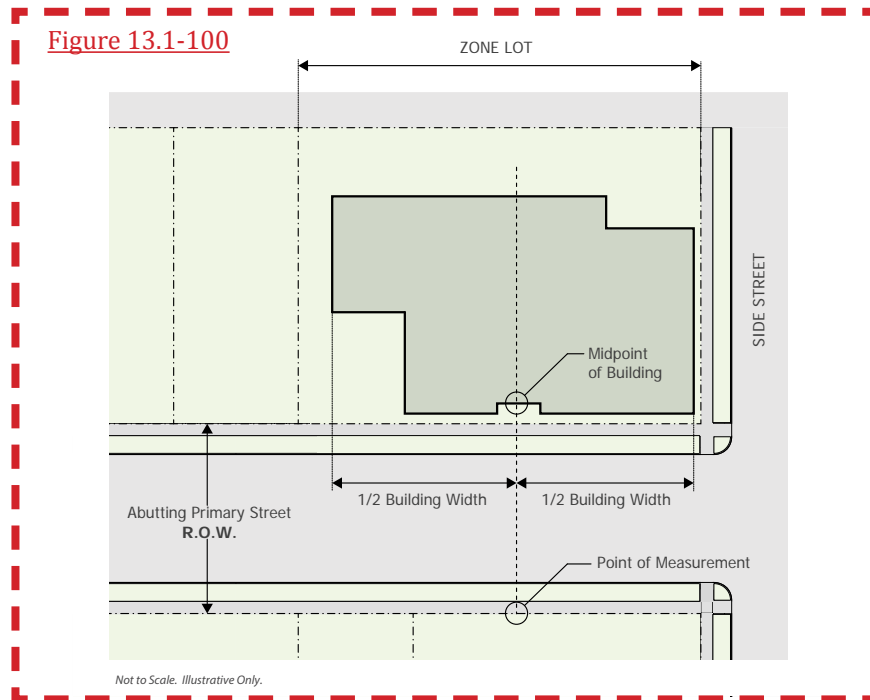 Figure 13.1-100
ZONE LOT
SIDE STREET
Midpoint
of Building
1/2 Building Width
1/2 Building Width
Abutting Primary Street
R.O.W.
Point of Measurement
Not to Scale. Illustrative Only.